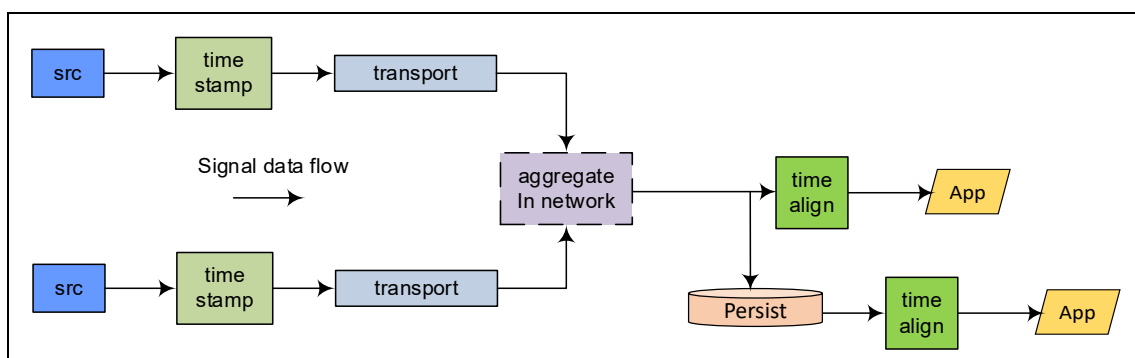 src
time
stamp
transport
Signal data flow
aggregate
In network
time
align
App
src
time
stamp
transport
Persist
time
align
App